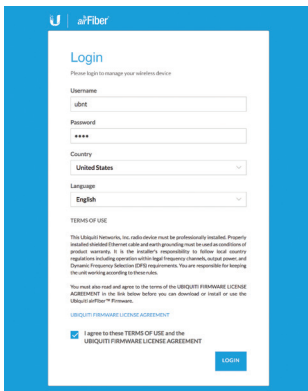 airFiber
Login
Please login to manage your wireless device
Username
ubnt
Password
••••
Country
United States
Language
English
TERMS OF USE
This Ubiquiti Networks, Inc. radio device must be professionally installed. Properly
installed shielded Ethernet cable and earth grounding must be used as conditions of
product warranty. It is the installer's responsibility to follow local country
regulations including operation within legal frequency channels, output power, and
Dynamic Frequency Selection (DFS) requirements. You are responsible for keeping
the unit working according to these rules.
You must also read and agree to the terms of the UBIQUITI FIRMWARE LICENSE
AGREEMENT in the link below before you can download or install or use the
Ubiquiti airFiber™ Firmware.
UBIQUITI FIRMWARE LICENSE AGREEMENT
I agree to these TERMS OF USE and the
UBIQUITI FIRMWARE LICENSE AGREEMENT
LOGIN